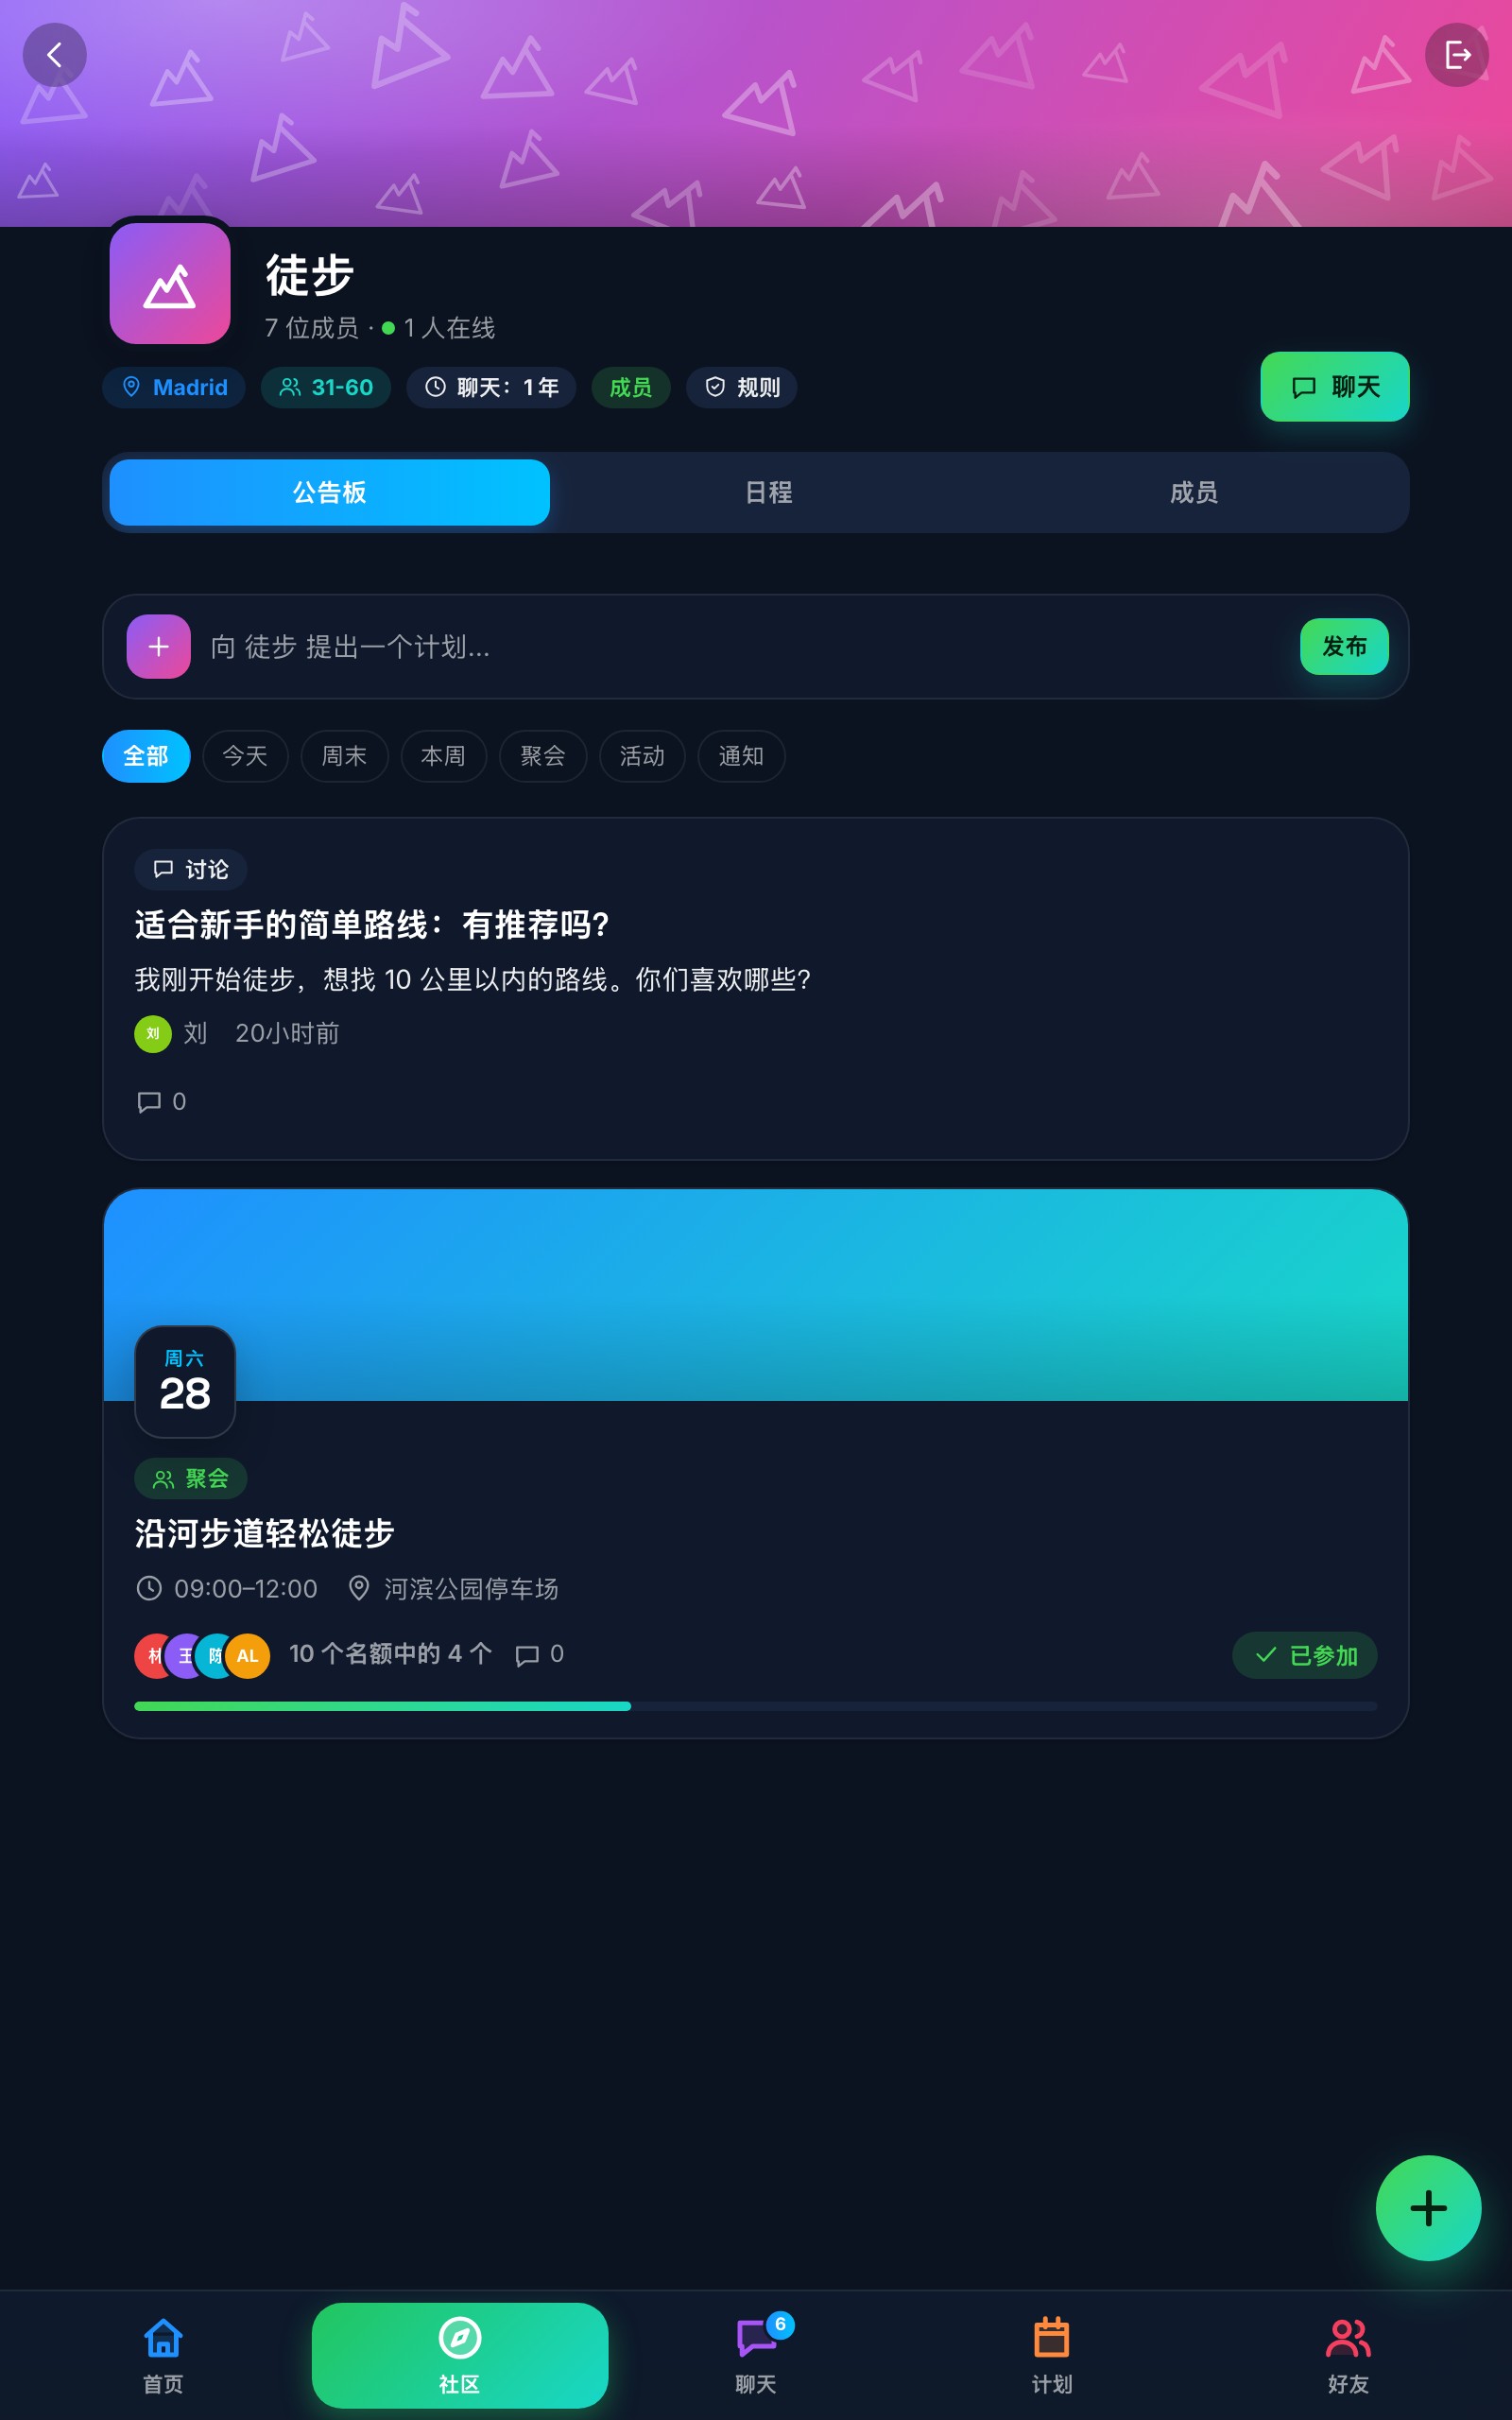 徒步
7 位成员 · 1 人在线
Madrid 31-60 聊天：1 年 成员 规则
聊天
公告板 日程 成员
向 徒步 提出一个计划...
发布
全部 今天 周末 本周 聚会 活动 通知
讨论
适合新手的简单路线：有推荐吗？
我刚开始徒步，想找 10 公里以内的路线。你们喜欢哪些？
刘 刘 20小时前
0
周六
28
聚会
沿河步道轻松徒步
09:00–12:00 河滨公园停车场
林 王 陈 AL 10 个名额中的 4 个 0 已参加
6
首页 社区 聊天 计划 好友